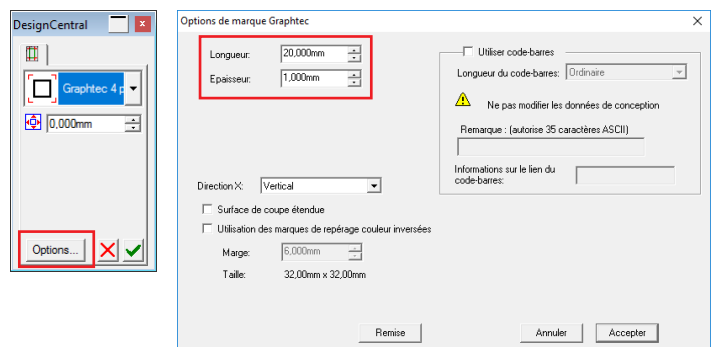 DesignCentral
Graphtec 4 p
0,000mm
Options...
Options de marque Graphtec
Longueur: 20,000mm
Epaisseur: 1,000mm
Utiliser code-barres
Longueur du code-barres: Ordinaire
Ne pas modifier les données de conception
Remarque : (autorise 35 caractères ASCII)
Informations sur le lien du
code-barres:
Direction X: Vertical
Surface de coupe étendue
Utilisation des marques de repérage couleur inversées
Marge: 6,000mm
Taille: 32,00mm x 32,00mm
Remise
Annuler
Accepter